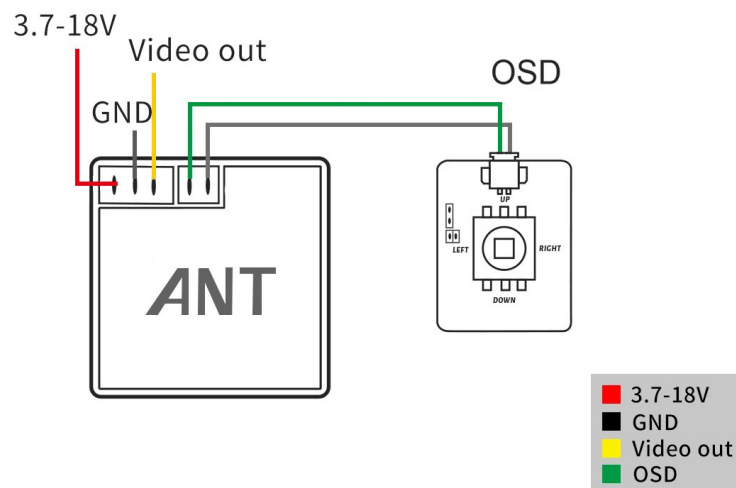 3.7-18V
Video out
OSD
GND
UP
LEFT
RIGHT
DOWN
ANT
3.7-18V
GND
Video out
OSD